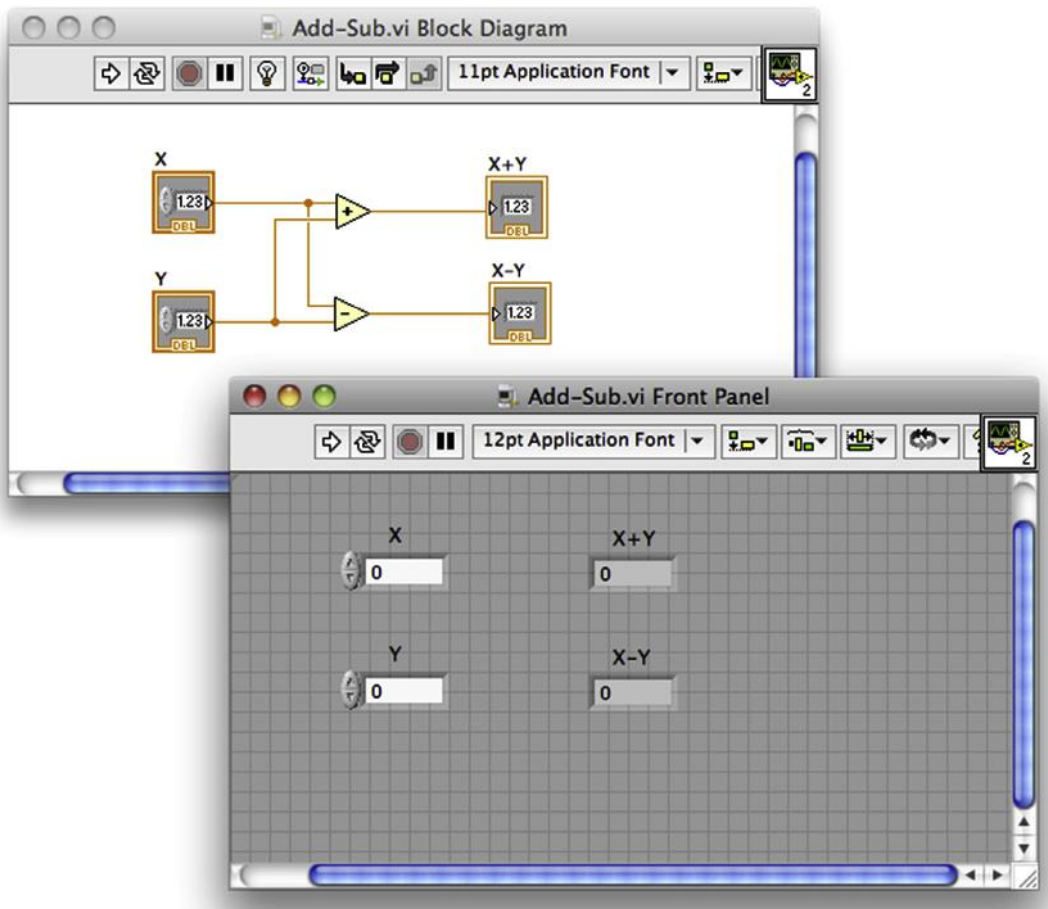 Add-Sub.vi Block Diagram
11pt Application Font
2
X
1.23
DBL
X+Y
1.23
DBL
+
Y
1.23
DBL
X-Y
1.23
DBL
-
Add-Sub.vi Front Panel
12pt Application Font
2
X
0
X+Y
0
Y
0
X-Y
0